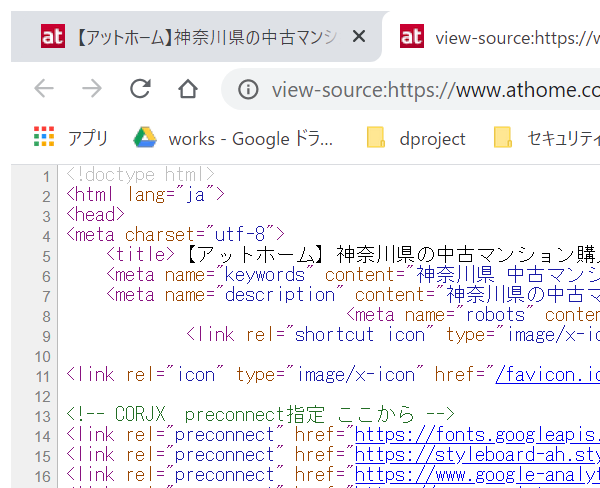 at 【アットホーム】神奈川県の中古マンシ
at view-source:https://w
view-source:https://www.athome.co
アプリ works - Google ドラ... dproject セキュリティ
1 <!doctype html>
2 <html lang="ja">
3 <head>
4 <meta charset="utf-8">
5 <title>【アットホーム】神奈川県の中古マンション購
6 <meta name="keywords" content="神奈川県 中古マンシ
7 <meta name="description" content="神奈川県の中古マ
8 <meta name="robots" conten
9 <link rel="shortcut icon" type="image/x-ic
10
11 <link rel="icon" type="image/x-icon" href="/favicon.ic
12
13 <!-- CORJX　preconnect指定 ここから -->
14 <link rel="preconnect" href="https://fonts.googleapis.
15 <link rel="preconnect" href="https://styleboard-ah.sty
16 <link rel="preconnect" href="https://www.google-analyt